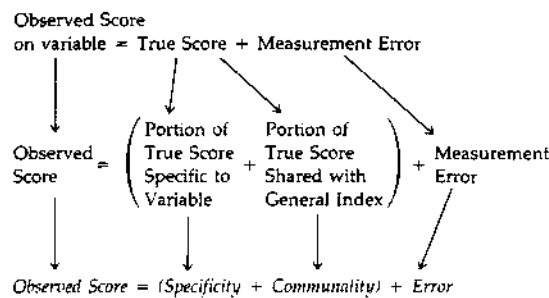 Observed Score
on variable = True Score + Measurement Error
Portion of Portion of
Observed = True Score + True Score + Measurement
Score Specific to Shared with Error
Variable General Index
Observed Score = (Specificity + Communality) + Error